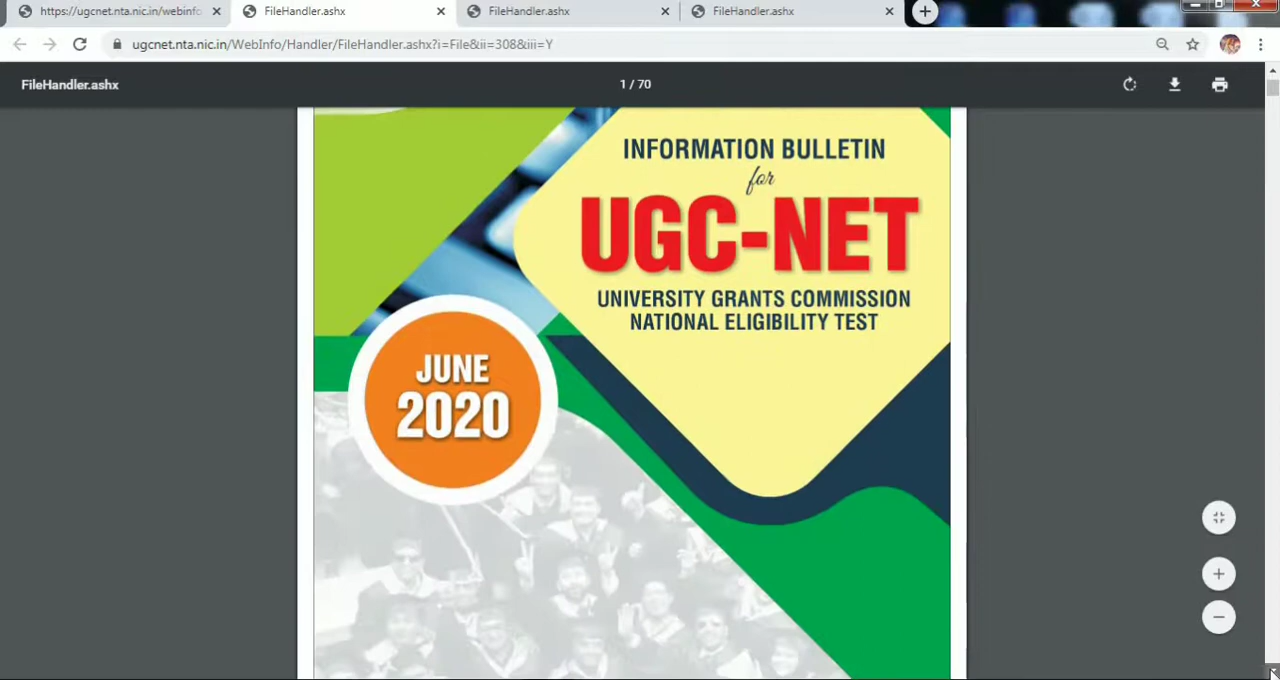 https://ugcnet.nta.nic.in/webinfo
FileHandler.ashx
FileHandler.ashx
FileHandler.ashx
ugcnet.nta.nic.in/WebInfo/Handler/FileHandler.ashx?i=File&ii=308&iii=Y
FileHandler.ashx
1 / 70
INFORMATION BULLETIN
for
UGC-NET
UNIVERSITY GRANTS COMMISSION
NATIONAL ELIGIBILITY TEST
JUNE
2020